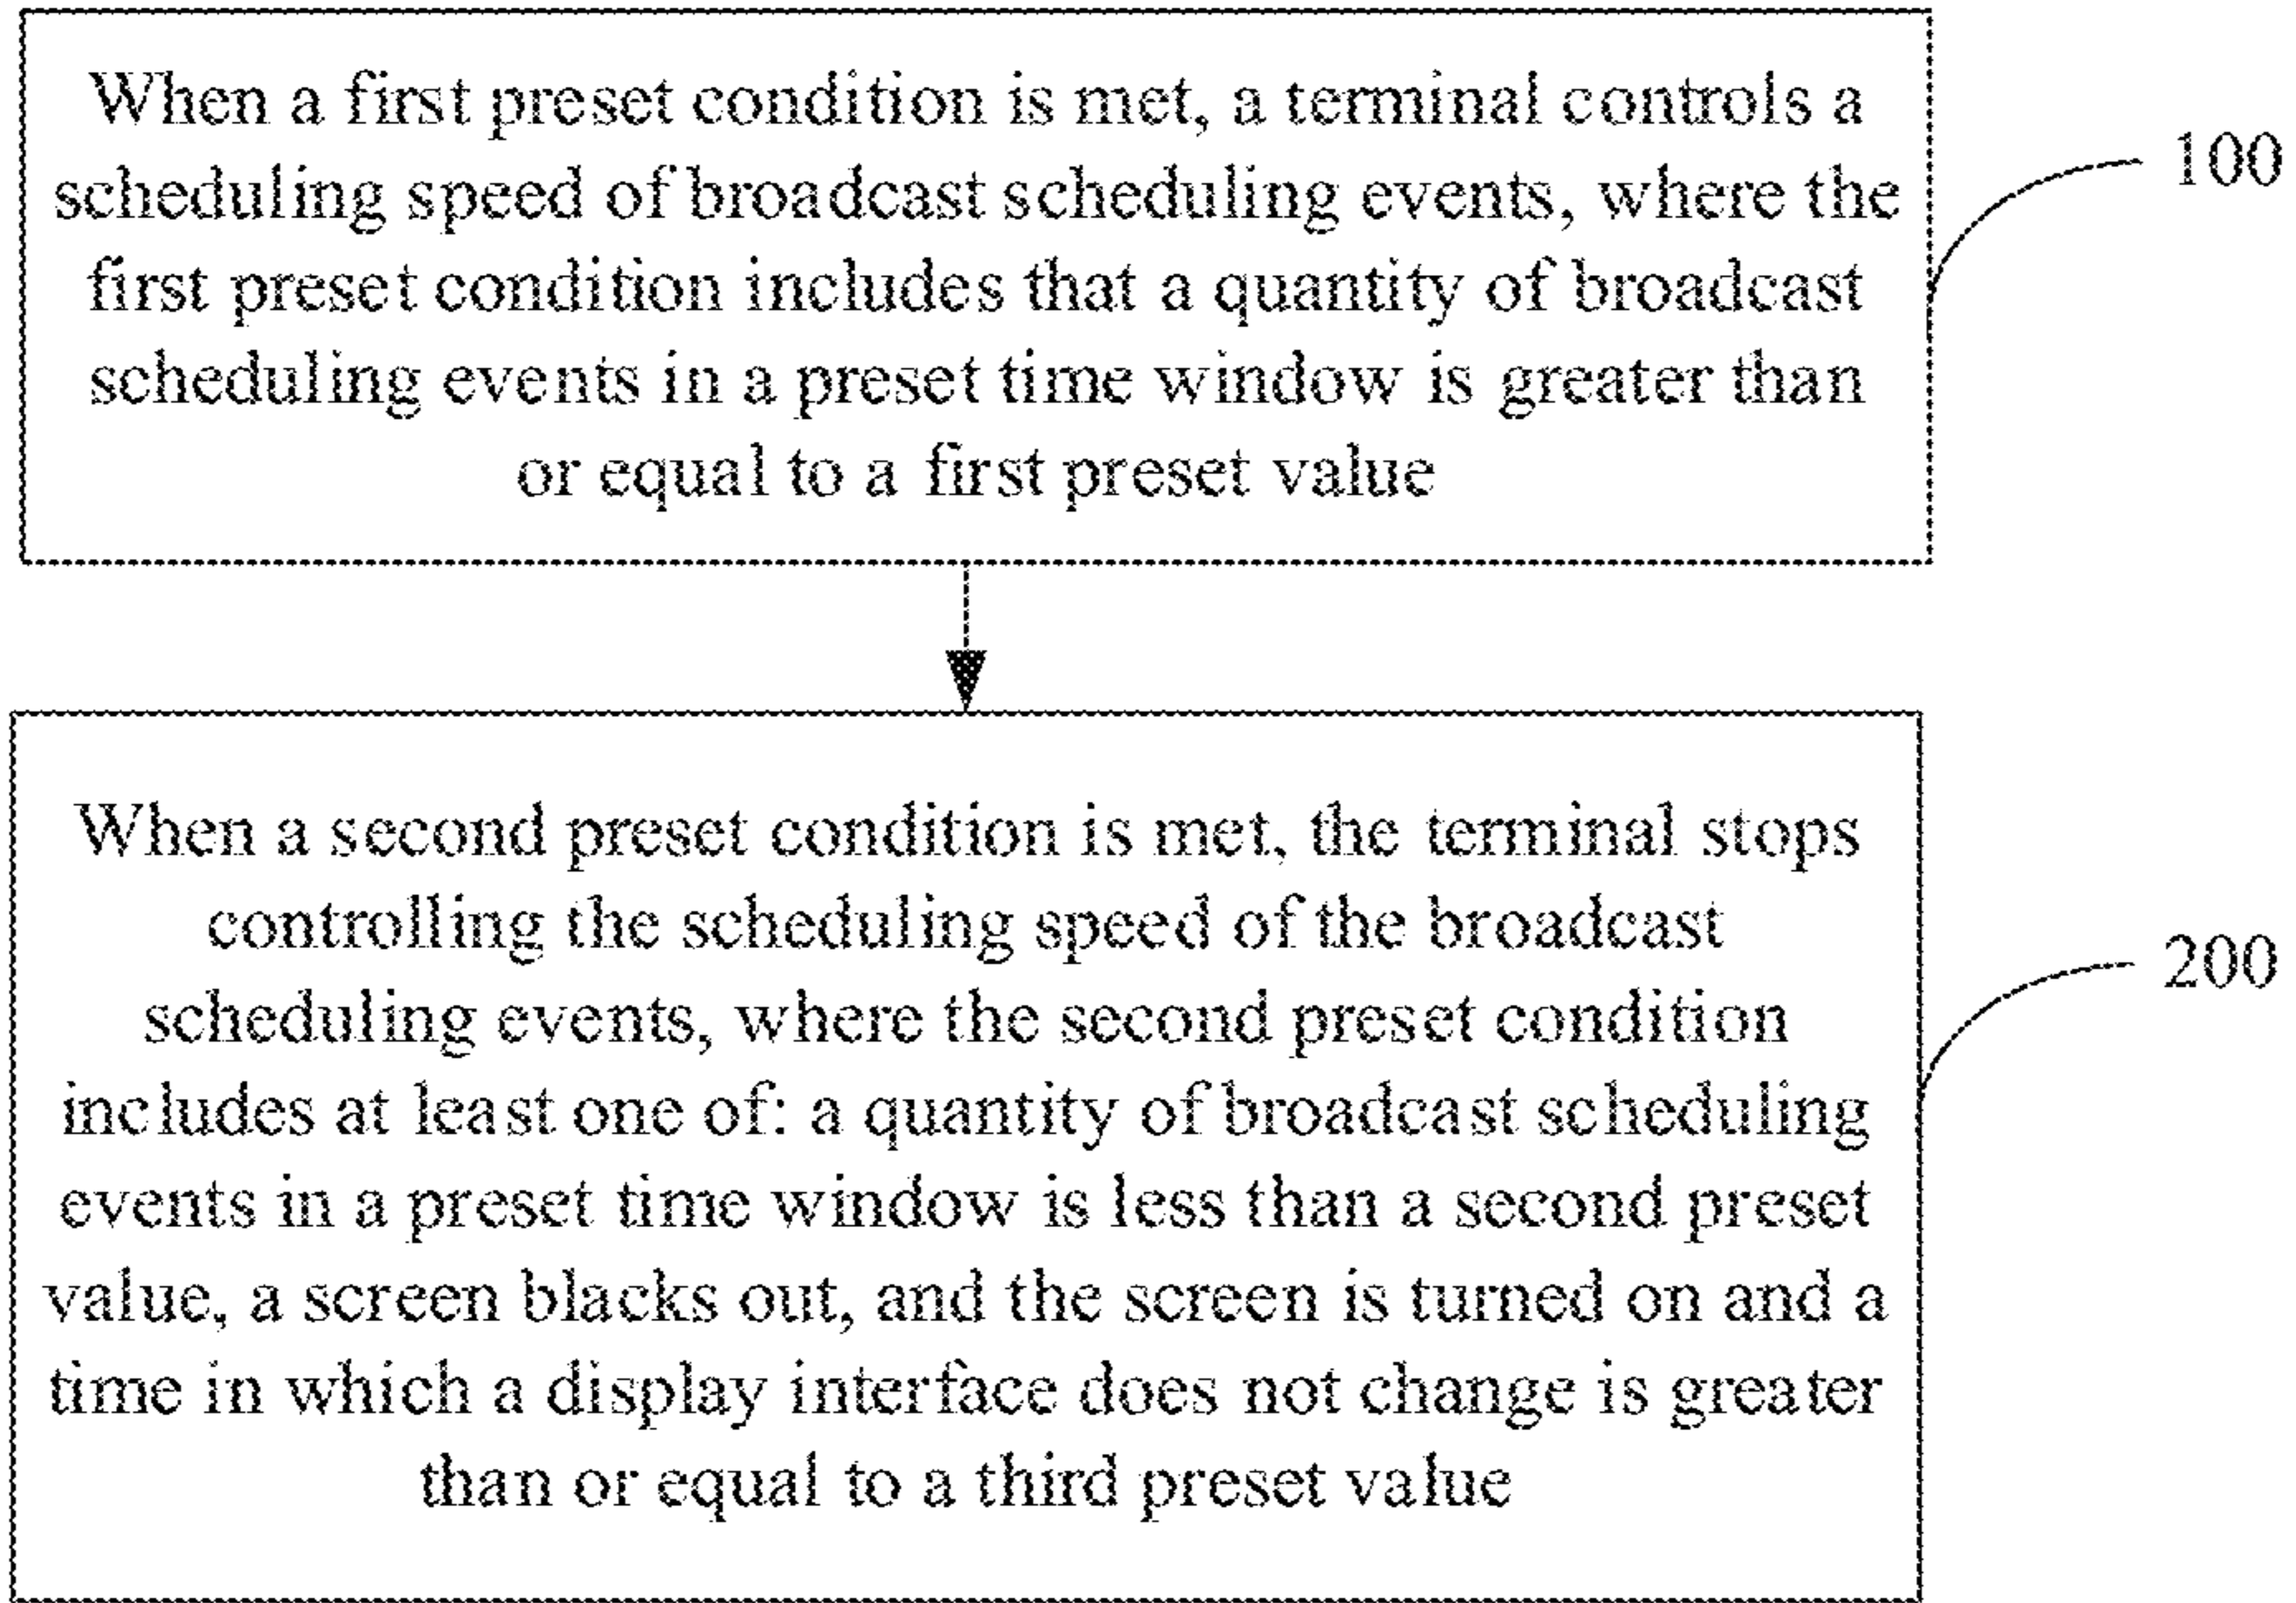 When a first preset condition is met, a terminal controls a
scheduling speed of broadcast scheduling events, where the
first preset condition includes that a quantity of broadcast
scheduling events in a preset time window is greater than
or equal to a first preset value
100
When a second preset condition is met, the terminal stops
controlling the scheduling speed of the broadcast
scheduling events, where the second preset condition
includes at least one of: a quantity of broadcast scheduling
events in a preset time window is less than a second preset
value, a screen blacks out, and the screen is turned on and a
time in which a display interface does not change is greater
than or equal to a third preset value
200